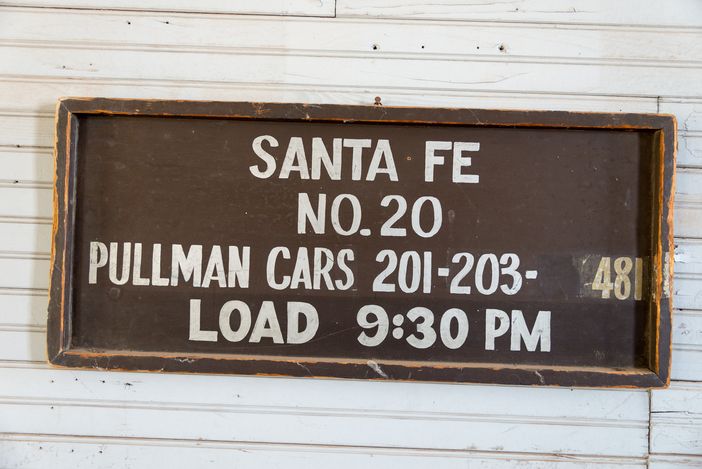 SANTA FE
NO. 20
PULLMAN CARS 201-203- 481
LOAD 9:30 PM